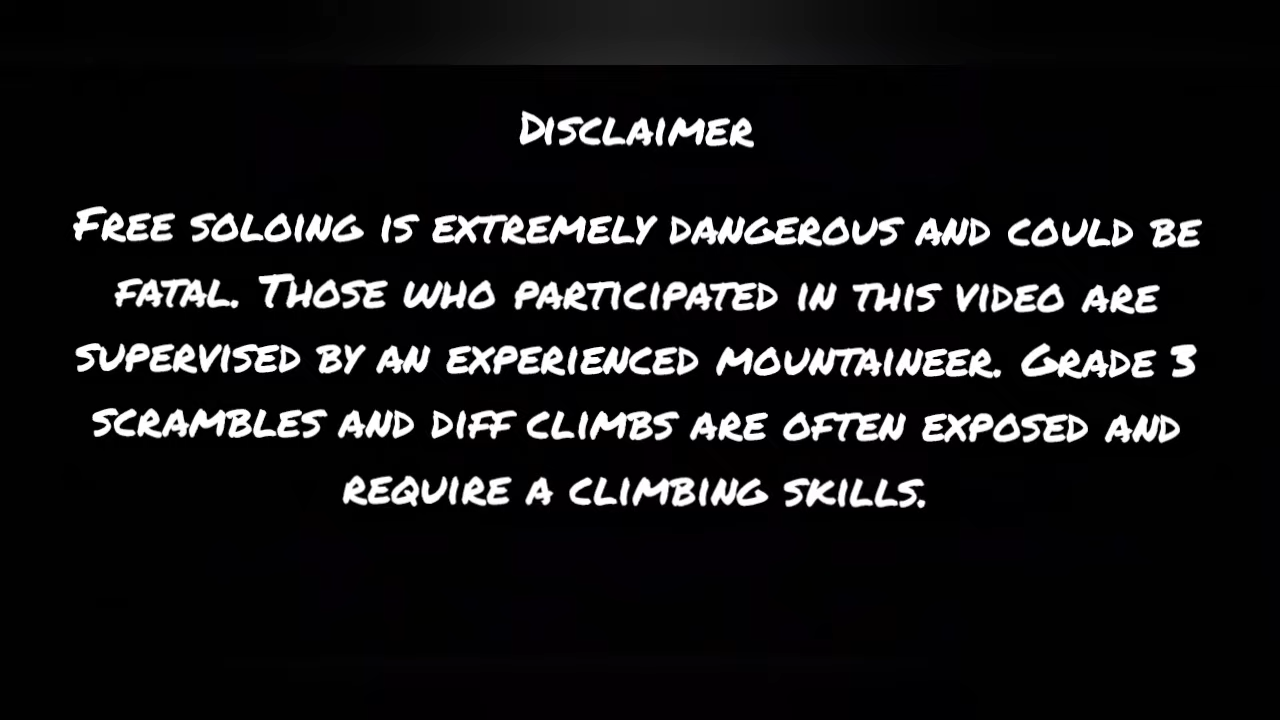 Disclaimer
Free soloing is extremely dangerous and could be
fatal. Those who participated in this video are
supervised by an experienced mountaineer. Grade 3
scrambles and diff climbs are often exposed and
require a climbing skills.